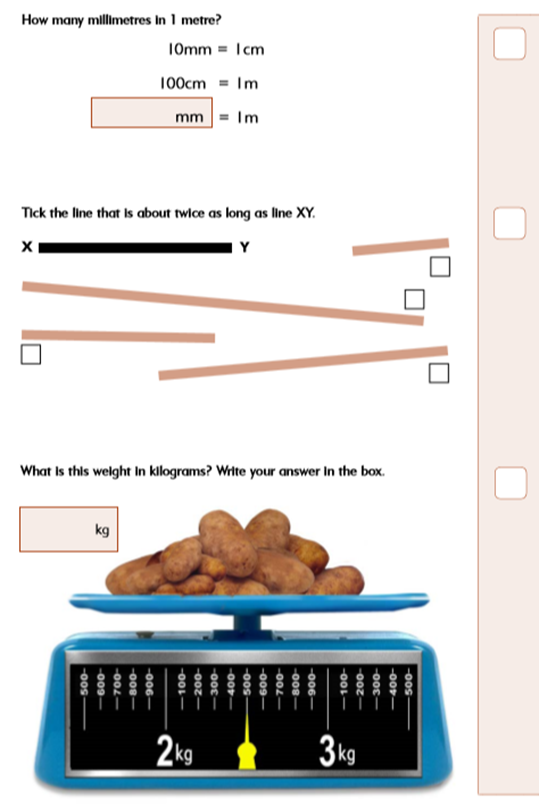 How many millimetres in 1 metre?
10mm = 1cm
100cm = 1m
mm = 1m
Tick the line that is about twice as long as line XY.
X Y
What is this weight in kilograms? Write your answer in the box.
kg
500 600 700 800 900 100 200 300 400 500 600 700 800 900 100 200 300 400 500
2kg 3kg